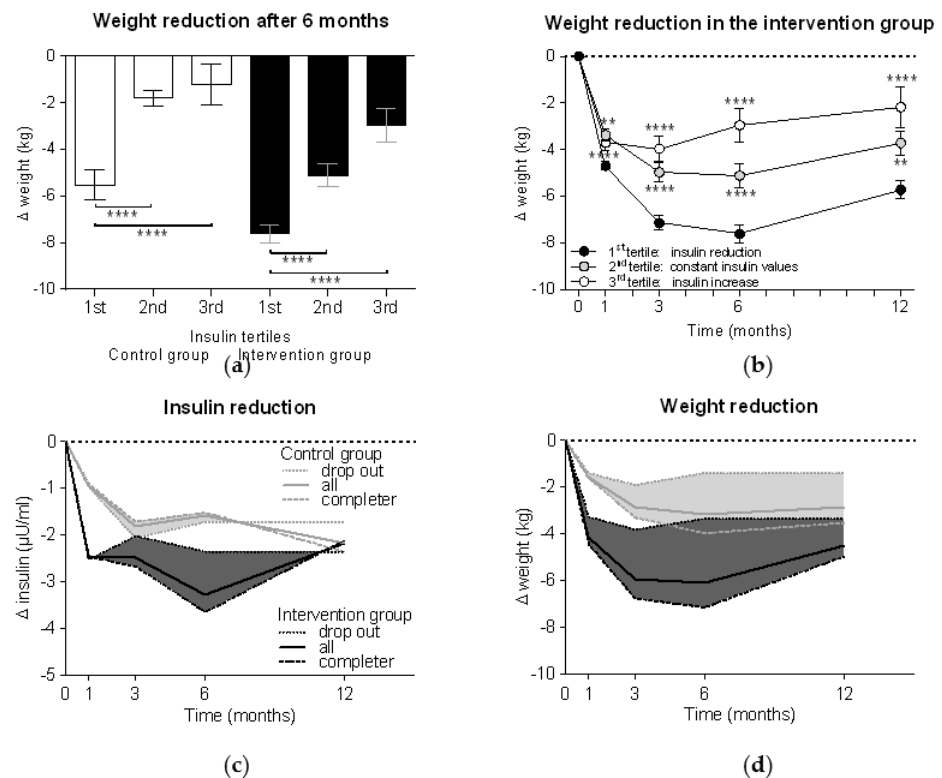 Weight reduction after 6 months
Δ weight (kg)
0
-2
-4
-6
-8
-10
****
****
****
****
1st 2nd 3rd 1st 2nd 3rd
Insulin tertiles
Control group Intervention group
(a)
Weight reduction in the intervention group
Δ weight (kg)
0
-2
-4
-6
-8
-10
**
****
****
****
****
****
****
**
1st tertile: insulin reduction
2nd tertile: constant insulin values
3rd tertile: insulin increase
0 1 3 6 12
Time (months)
(b)
Insulin reduction
Δ insulin (µU/ml)
0
-1
-2
-3
-4
-5
Control group
drop out
all
completer
Intervention group
drop out
all
completer
0 1 3 6 12
Time (months)
(c)
Weight reduction
Δ weight (kg)
0
-2
-4
-6
-8
-10
0 1 3 6 12
Time (months)
(d)